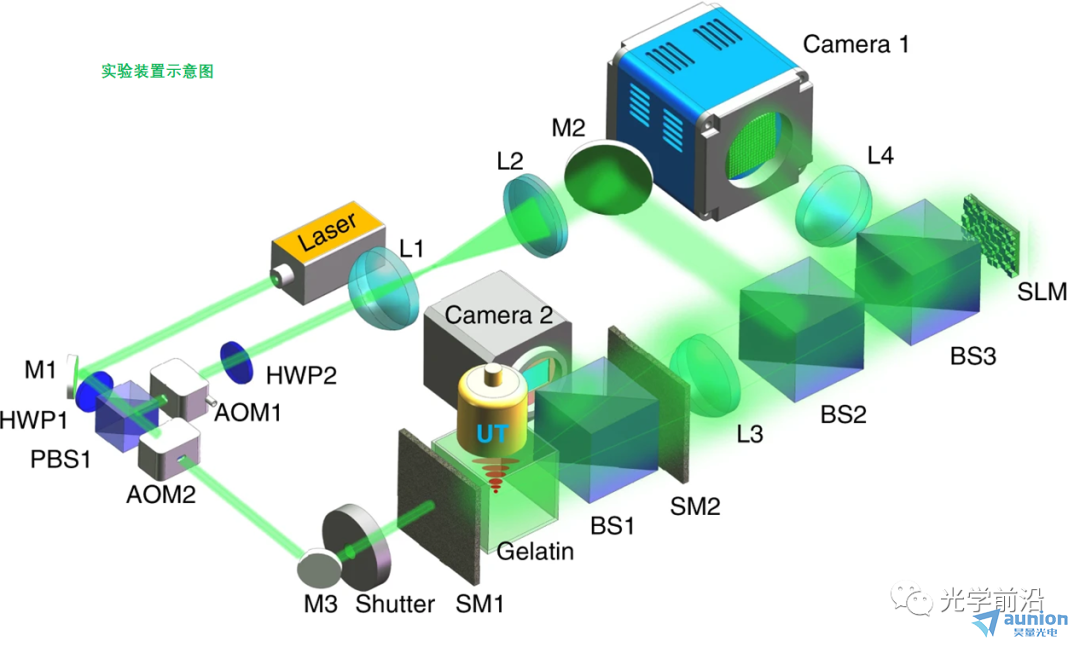 实验装置示意图
Camera 1
M2
L2
L4
Laser
L1
SLM
Camera 2
BS3
M1
HWP2
HWP1
AOM1
BS2
UT
L3
PBS1
AOM2
SM2
BS1
Gelatin
M3
Shutter
SM1
光学前沿
aunion
昊量光电